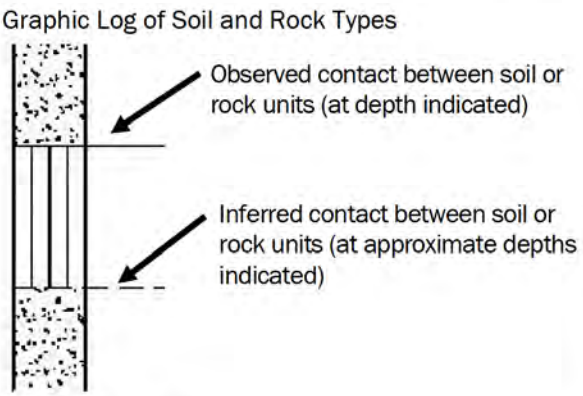 Graphic Log of Soil and Rock Types
Observed contact between soil or
rock units (at depth indicated)
Inferred contact between soil or
rock units (at approximate depths
indicated)